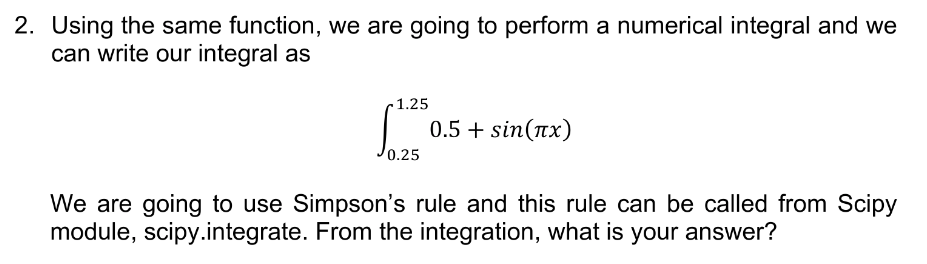 2. Using the same function, we are going to perform a numerical integral and we
can write our integral as
∫_{0.25}^{1.25} 0.5 + sin(πx)
We are going to use Simpson's rule and this rule can be called from Scipy
module, scipy.integrate. From the integration, what is your answer?